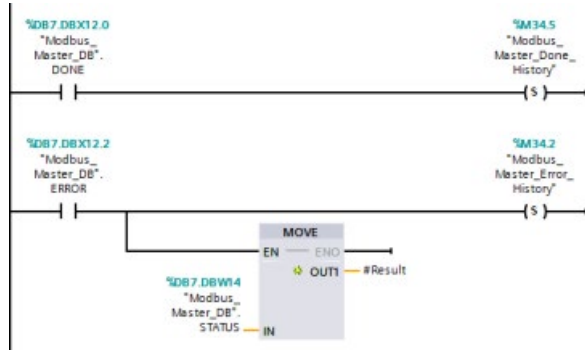 %DB7.DBX12.0
"Modbus_
Master_DB".
DONE
%M34.5
"Modbus_
Master_Done_
History"
S
%DB7.DBX12.2
"Modbus_
Master_DB".
ERROR
%M34.2
"Modbus_
Master_Error_
History"
S
MOVE
EN ENO
OUT1 #Result
%DB7.DBW14
"Modbus_
Master_DB".
STATUS IN